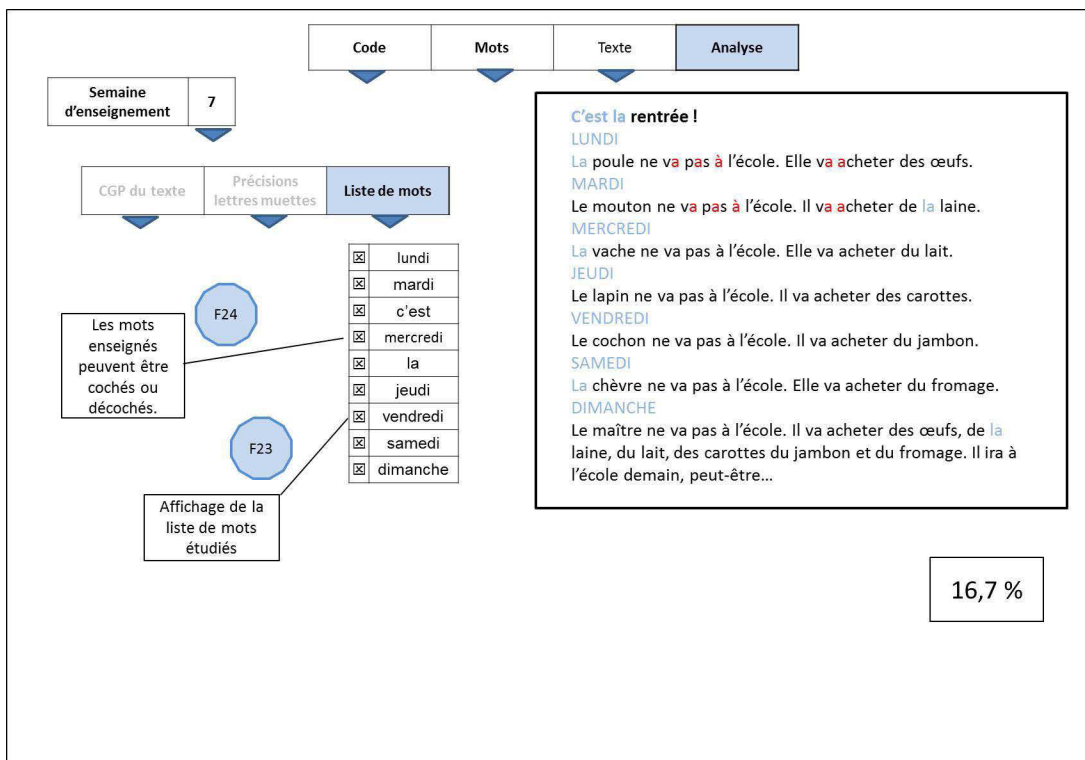 Code Mots Texte Analyse
Semaine
d'enseignement
7
CGP du texte
Précisions
lettres muettes
Liste de mots
☒ lundi
☒ mardi
☒ c'est
☒ mercredi
☒ la
☒ jeudi
☒ vendredi
☒ samedi
☒ dimanche
F24
Les mots
enseignés
peuvent être
cochés ou
décochés.
F23
Affichage de la
liste de mots
étudiés
C'est la rentrée !
LUNDI
La poule ne va pas à l'école. Elle va acheter des œufs.
MARDI
Le mouton ne va pas à l'école. Il va acheter de la laine.
MERCREDI
La vache ne va pas à l'école. Elle va acheter du lait.
JEUDI
Le lapin ne va pas à l'école. Il va acheter des carottes.
VENDREDI
Le cochon ne va pas à l'école. Il va acheter du jambon.
SAMEDI
La chèvre ne va pas à l'école. Elle va acheter du fromage.
DIMANCHE
Le maître ne va pas à l'école. Il va acheter des œufs, de la
laine, du lait, des carottes du jambon et du fromage. Il ira à
l'école demain, peut-être…
16,7 %